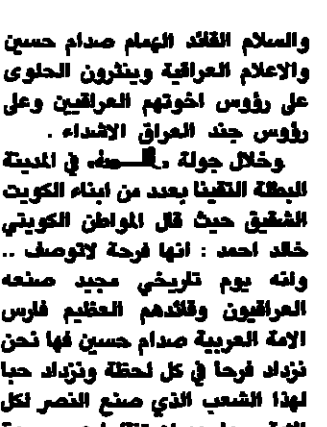 والسلام القائد الهمام صدام حسين
والاعلام العراقية وينثرون الحلوى
على رؤوس اخوتهم العراقيين وعلى
رؤوس جند العراق الاشداء .
وخلال جولة في المدينة
البطلة التقينا بعدد من ابناء الكويت
الشقيق حيث قال المواطن الكويتي
خالد احمد : انها فرحة لاتوصف ..
وانه يوم تاريخي مجيد صنعه
العراقيون وقائدهم العظيم فارس
الامة العربية صدام حسين فها نحن
نزداد فرحا في كل لحظة ونزداد حبا
لهذا الشعب الذي صنع النصر لكل